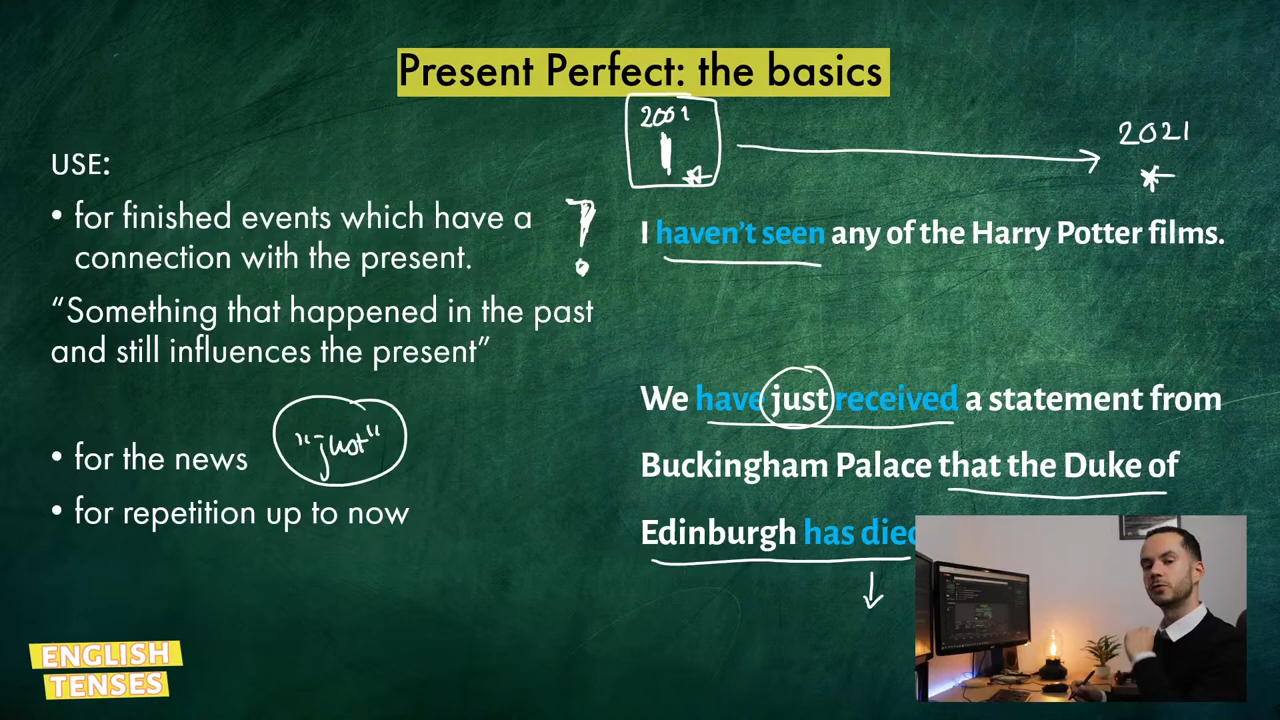 Present Perfect: the basics
USE:
• for finished events which have a
connection with the present.
“Something that happened in the past
and still influences the present”
• for the news
"just"
• for repetition up to now
2001
2021
I haven’t seen any of the Harry Potter films.
We have just received a statement from
Buckingham Palace that the Duke of
Edinburgh has died
ENGLISH
TENSES